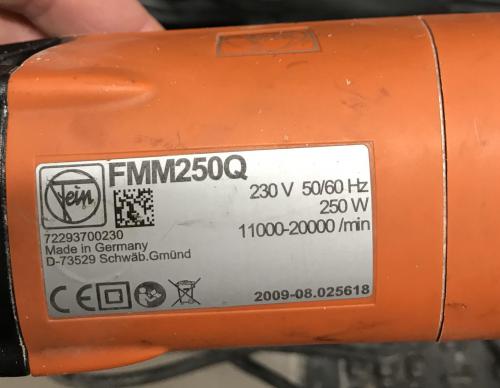 Fein
FMM250Q
230 V 50/60 Hz
250 W
11000-20000 /min
72293700230
Made in Germany
D-73529 Schwäb.Gmünd
CE
2009-08.025618